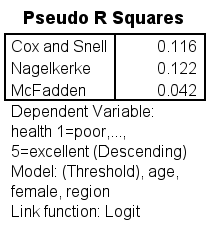 Pseudo R Squares
Cox and Snell 0.116
Nagelkerke 0.122
McFadden 0.042
Dependent Variable:
health 1=poor,...,
5=excellent (Descending)
Model: (Threshold), age,
female, region
Link function: Logit